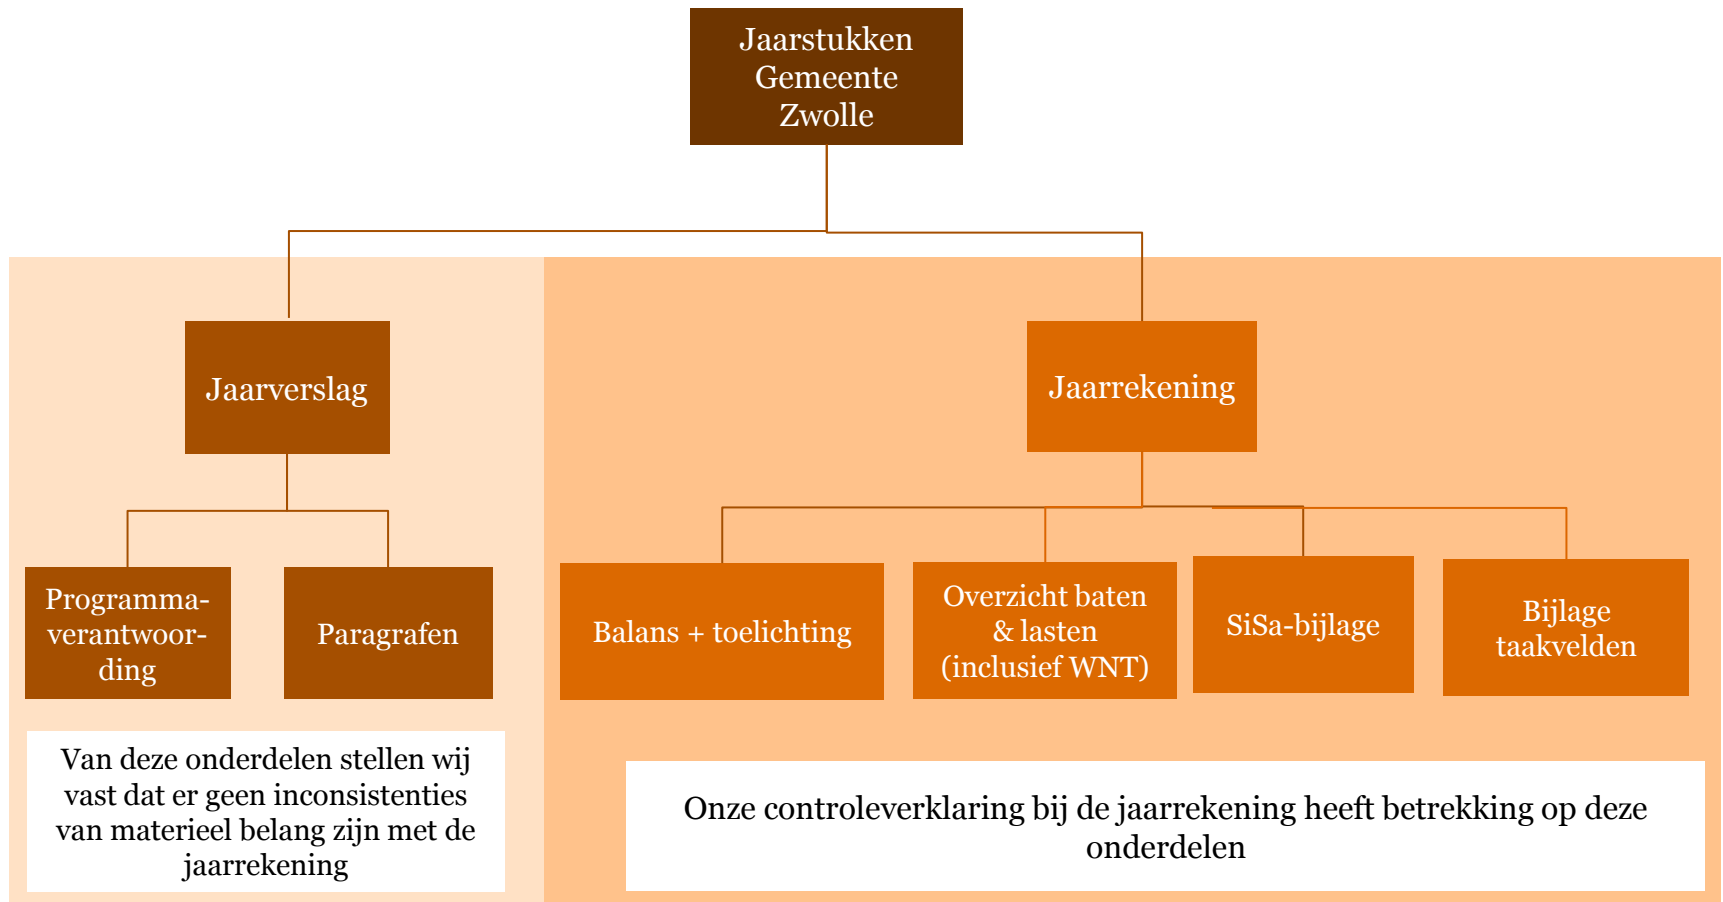 Jaarstukken
Gemeente
Zwolle
Jaarverslag
Jaarrekening
Programma-
verantwoor-
ding
Paragrafen
Balans + toelichting
Overzicht baten
& lasten
(inclusief WNT)
SiSa-bijlage
Bijlage
taakvelden
Van deze onderdelen stellen wij
vast dat er geen inconsistenties
van materieel belang zijn met de
jaarrekening
Onze controleverklaring bij de jaarrekening heeft betrekking op deze
onderdelen